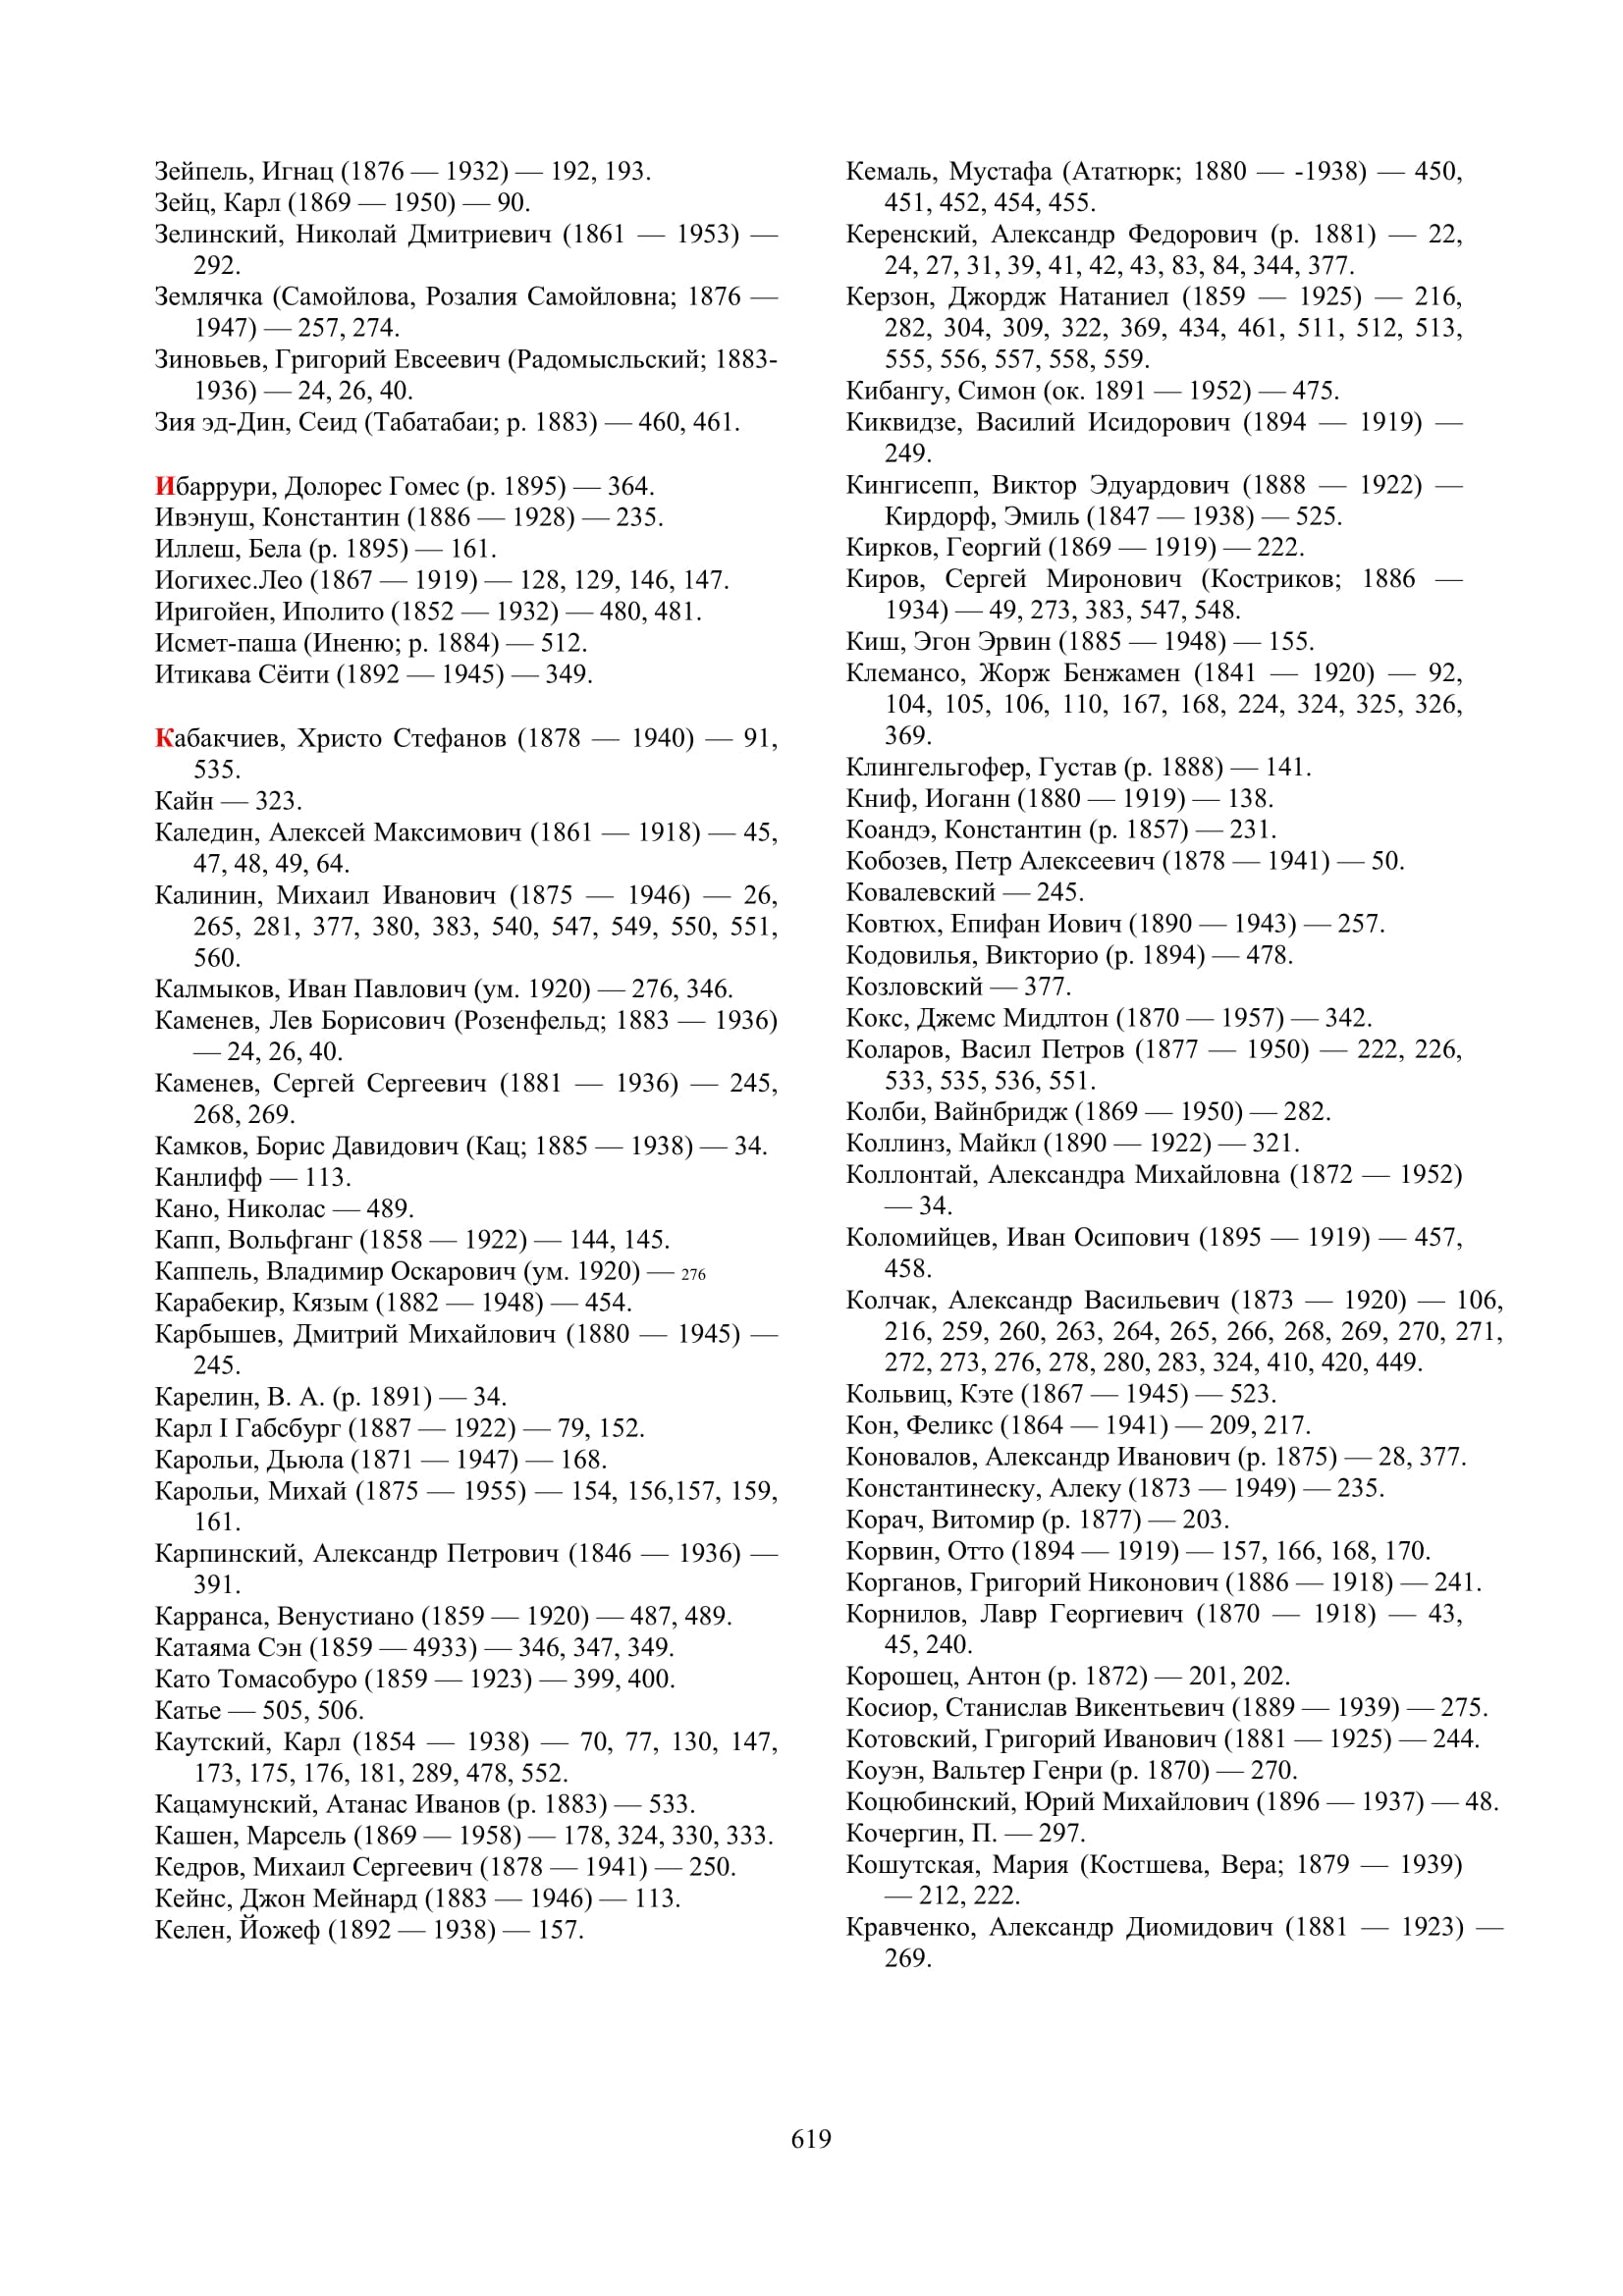 Зейпель, Игнац (1876 — 1932) — 192, 193.
Зейц, Карл (1869 — 1950) — 90.
Зелинский, Николай Дмитриевич (1861 — 1953) —
292.
Землячка (Самойлова, Розалия Самойловна; 1876 —
1947) — 257, 274.
Зиновьев, Григорий Евсеевич (Радомысльский; 1883-
1936) — 24, 26, 40.
Зия эд-Дин, Сеид (Табатабаи; р. 1883) — 460, 461.
Ибаррури, Долорес Гомес (р. 1895) — 364.
Ивэнуш, Константин (1886 — 1928) — 235.
Иллеш, Бела (р. 1895) — 161.
Иогихес.Лео (1867 — 1919) — 128, 129, 146, 147.
Иригойен, Иполито (1852 — 1932) — 480, 481.
Исмет-паша (Иненю; р. 1884) — 512.
Итикава Сёити (1892 — 1945) — 349.
Кабакчиев, Христо Стефанов (1878 — 1940) — 91,
535.
Кайн — 323.
Каледин, Алексей Максимович (1861 — 1918) — 45,
47, 48, 49, 64.
Калинин, Михаил Иванович (1875 — 1946) — 26,
265, 281, 377, 380, 383, 540, 547, 549, 550, 551,
560.
Калмыков, Иван Павлович (ум. 1920) — 276, 346.
Каменев, Лев Борисович (Розенфельд; 1883 — 1936)
— 24, 26, 40.
Каменев, Сергей Сергеевич (1881 — 1936) — 245,
268, 269.
Камков, Борис Давидович (Кац; 1885 — 1938) — 34.
Канлифф — 113.
Кано, Николас — 489.
Капп, Вольфганг (1858 — 1922) — 144, 145.
Каппель, Владимир Оскарович (ум. 1920) — 276
Карабекир, Кязым (1882 — 1948) — 454.
Карбышев, Дмитрий Михайлович (1880 — 1945) —
245.
Карелин, В. А. (р. 1891) — 34.
Карл I Габсбург (1887 — 1922) — 79, 152.
Карольи, Дьюла (1871 — 1947) — 168.
Карольи, Михай (1875 — 1955) — 154, 156,157, 159,
161.
Карпинский, Александр Петрович (1846 — 1936) —
391.
Карранса, Венустиано (1859 — 1920) — 487, 489.
Катаяма Сэн (1859 — 4933) — 346, 347, 349.
Като Томасобуро (1859 — 1923) — 399, 400.
Катье — 505, 506.
Каутский, Карл (1854 — 1938) — 70, 77, 130, 147,
173, 175, 176, 181, 289, 478, 552.
Кацамунский, Атанас Иванов (р. 1883) — 533.
Кашен, Марсель (1869 — 1958) — 178, 324, 330, 333.
Кедров, Михаил Сергеевич (1878 — 1941) — 250.
Кейнс, Джон Мейнард (1883 — 1946) — 113.
Келен, Йожеф (1892 — 1938) — 157.
Кемаль, Мустафа (Ататюрк; 1880 — -1938) — 450,
451, 452, 454, 455.
Керенский, Александр Федорович (р. 1881) — 22,
24, 27, 31, 39, 41, 42, 43, 83, 84, 344, 377.
Керзон, Джордж Натаниел (1859 — 1925) — 216,
282, 304, 309, 322, 369, 434, 461, 511, 512, 513,
555, 556, 557, 558, 559.
Кибангу, Симон (ок. 1891 — 1952) — 475.
Киквидзе, Василий Исидорович (1894 — 1919) —
249.
Кингисепп, Виктор Эдуардович (1888 — 1922) —
Кирдорф, Эмиль (1847 — 1938) — 525.
Кирков, Георгий (1869 — 1919) — 222.
Киров, Сергей Миронович (Костриков; 1886 —
1934) — 49, 273, 383, 547, 548.
Киш, Эгон Эрвин (1885 — 1948) — 155.
Клемансо, Жорж Бенжамен (1841 — 1920) — 92,
104, 105, 106, 110, 167, 168, 224, 324, 325, 326,
369.
Клингельгофер, Густав (р. 1888) — 141.
Книф, Иоганн (1880 — 1919) — 138.
Коандэ, Константин (р. 1857) — 231.
Кобозев, Петр Алексеевич (1878 — 1941) — 50.
Ковалевский — 245.
Ковтюх, Епифан Иович (1890 — 1943) — 257.
Кодовилья, Викторио (р. 1894) — 478.
Козловский — 377.
Кокс, Джемс Мидлтон (1870 — 1957) — 342.
Коларов, Васил Петров (1877 — 1950) — 222, 226,
533, 535, 536, 551.
Колби, Вайнбридж (1869 — 1950) — 282.
Коллинз, Майкл (1890 — 1922) — 321.
Коллонтай, Александра Михайловна (1872 — 1952)
— 34.
Коломийцев, Иван Осипович (1895 — 1919) — 457,
458.
Колчак, Александр Васильевич (1873 — 1920) — 106,
216, 259, 260, 263, 264, 265, 266, 268, 269, 270, 271,
272, 273, 276, 278, 280, 283, 324, 410, 420, 449.
Кольвиц, Кэте (1867 — 1945) — 523.
Кон, Феликс (1864 — 1941) — 209, 217.
Коновалов, Александр Иванович (р. 1875) — 28, 377.
Константинеску, Алеку (1873 — 1949) — 235.
Корач, Витомир (р. 1877) — 203.
Корвин, Отто (1894 — 1919) — 157, 166, 168, 170.
Корганов, Григорий Никонович (1886 — 1918) — 241.
Корнилов, Лавр Георгиевич (1870 — 1918) — 43,
45, 240.
Корошец, Антон (р. 1872) — 201, 202.
Косиор, Станислав Викентьевич (1889 — 1939) — 275.
Котовский, Григорий Иванович (1881 — 1925) — 244.
Коуэн, Вальтер Генри (р. 1870) — 270.
Коцюбинский, Юрий Михайлович (1896 — 1937) — 48.
Кочергин, П. — 297.
Кошутская, Мария (Костшева, Вера; 1879 — 1939)
— 212, 222.
Кравченко, Александр Диомидович (1881 — 1923) —
269.
619